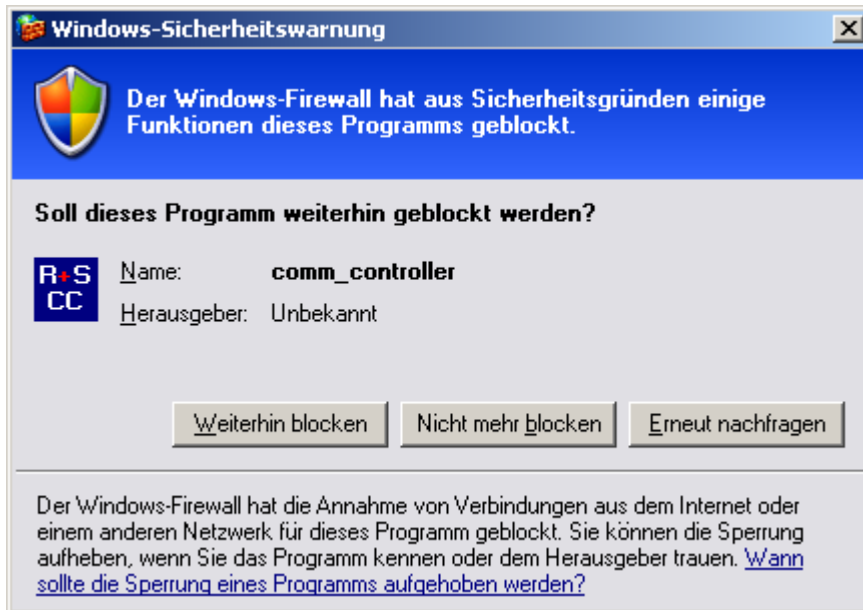 Windows-Sicherheitswarnung
Der Windows-Firewall hat aus Sicherheitsgründen einige
Funktionen dieses Programms geblockt.
Soll dieses Programm weiterhin geblockt werden?
R+S
CC
Name: comm_controller
Herausgeber: Unbekannt
Weiterhin blocken Nicht mehr blocken Erneut nachfragen
Der Windows-Firewall hat die Annahme von Verbindungen aus dem Internet oder
einem anderen Netzwerk für dieses Programm geblockt. Sie können die Sperrung
aufheben, wenn Sie das Programm kennen oder dem Herausgeber trauen. Wann
sollte die Sperrung eines Programms aufgehoben werden?